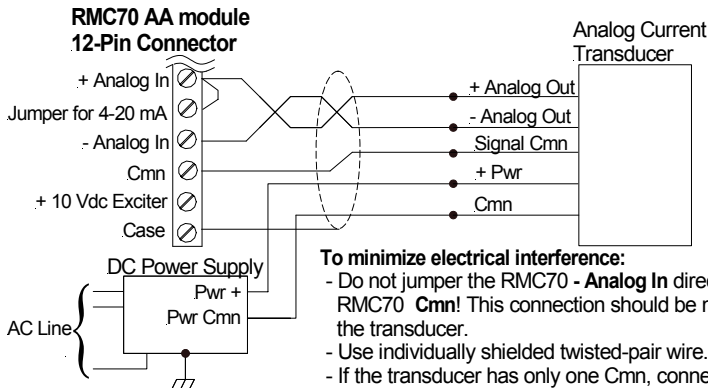 RMC70 AA module
12-Pin Connector
+ Analog In
Jumper for 4-20 mA
- Analog In
Cmn
+ 10 Vdc Exciter
Case
Analog Current
Transducer
+ Analog Out
- Analog Out
Signal Cmn
+ Pwr
Cmn
DC Power Supply
Pwr +
Pwr Cmn
AC Line
To minimize electrical interference:
- Do not jumper the RMC70 - Analog In
RMC70 Cmn! This connection should be
the transducer.
- Use individually shielded twisted-pair wire.
- If the transducer has only one Cmn,